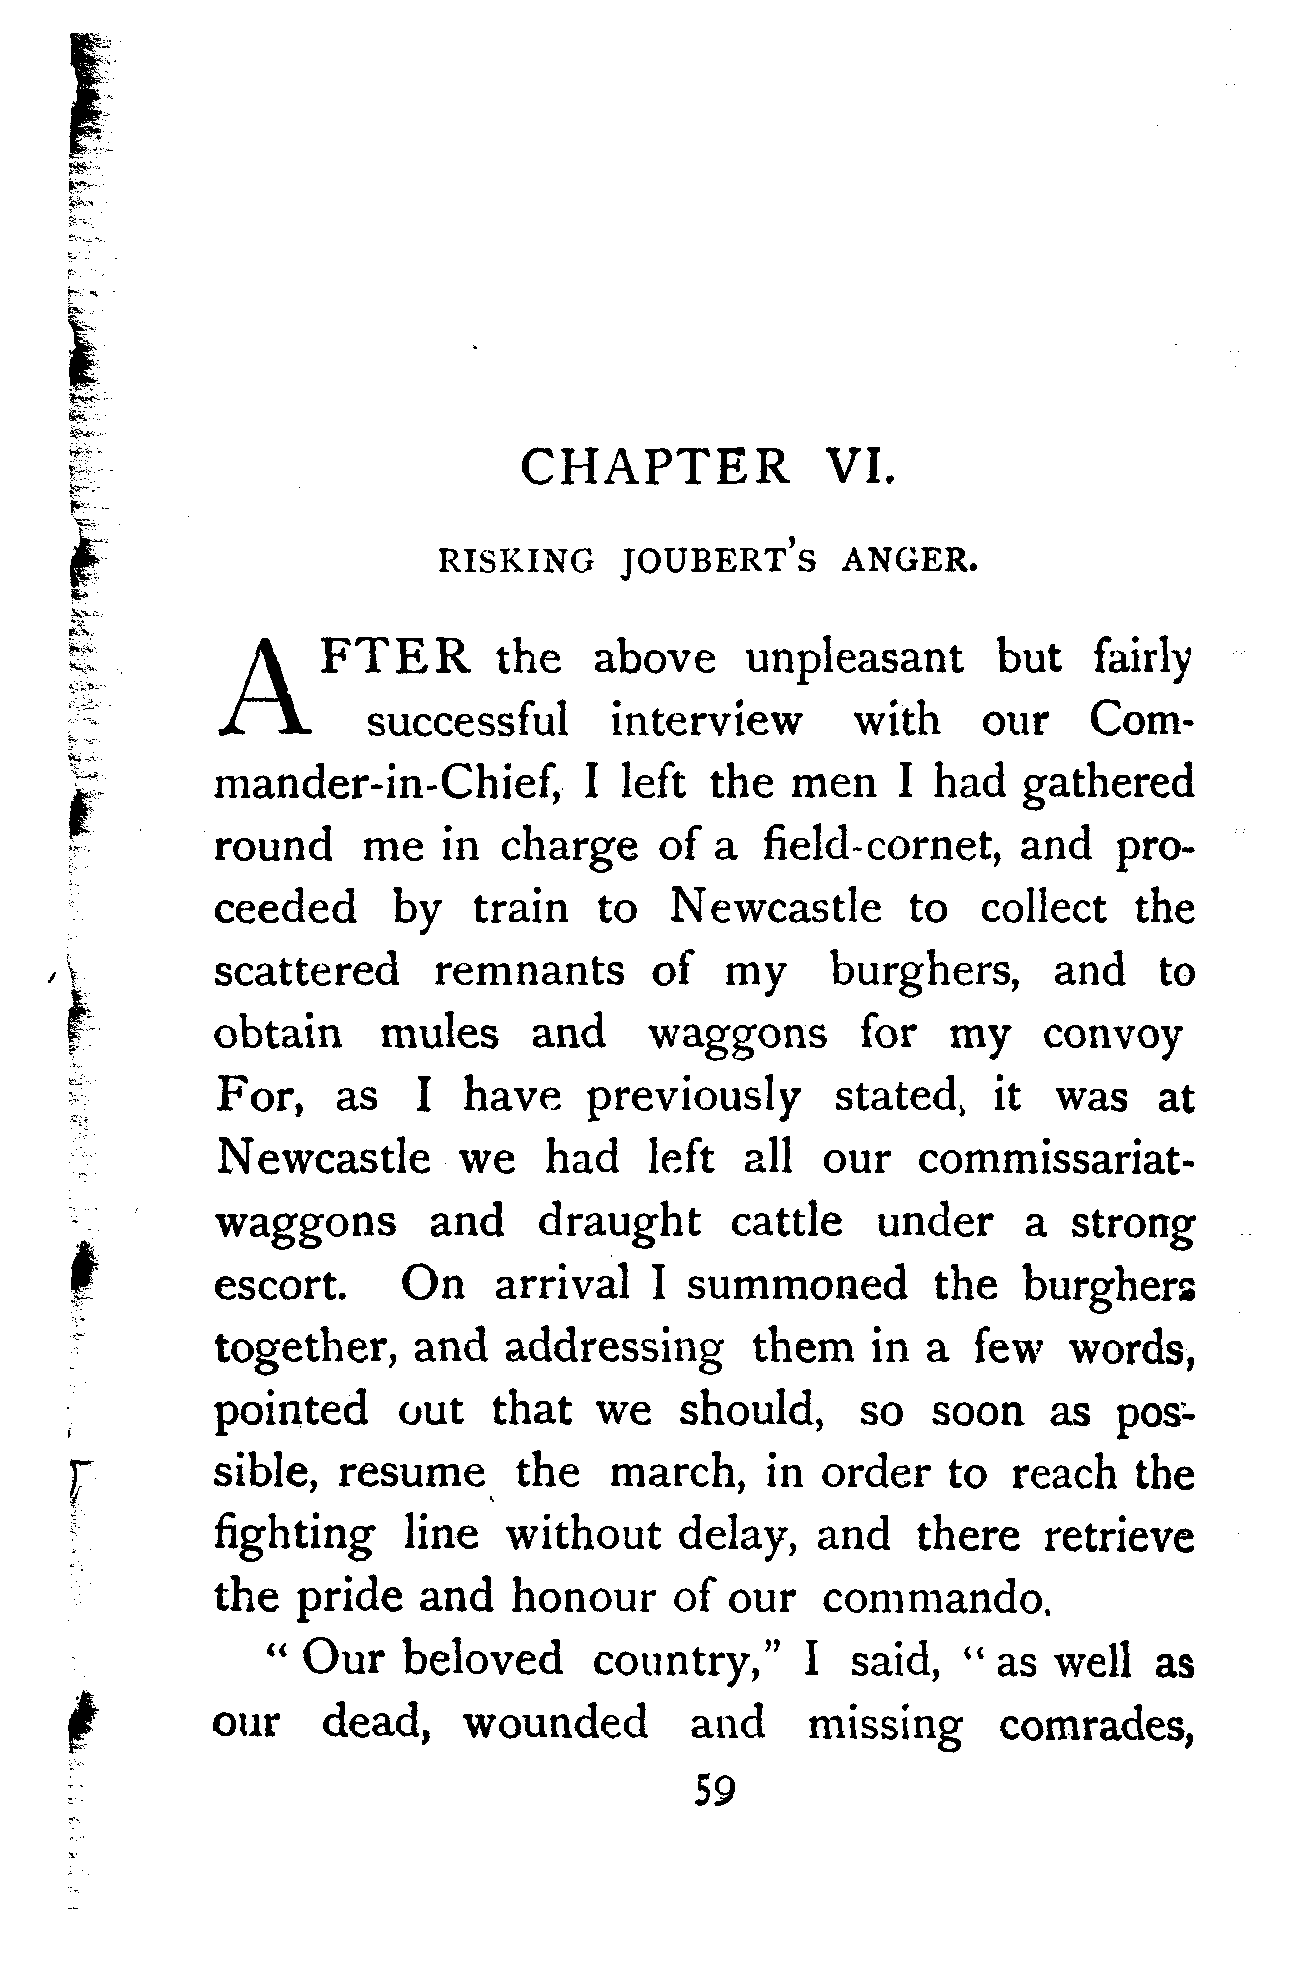 CHAPTER VI.
RISKING JOUBERT'S ANGER.
AFTER the above unpleasant but fairly
successful interview with our Com-
mander-in-Chief, I left the men I had gathered
round me in charge of a field-cornet, and pro-
ceeded by train to Newcastle to collect the
scattered remnants of my burghers, and to
obtain mules and waggons for my convoy
For, as I have previously stated, it was at
Newcastle we had left all our commissariat-
waggons and draught cattle under a strong
escort. On arrival I summoned the burghers
together, and addressing them in a few words,
pointed out that we should, so soon as pos-
sible, resume the march, in order to reach the
fighting line without delay, and there retrieve
the pride and honour of our commando.
" Our beloved country," I said, " as well as
our dead, wounded and missing comrades,
59